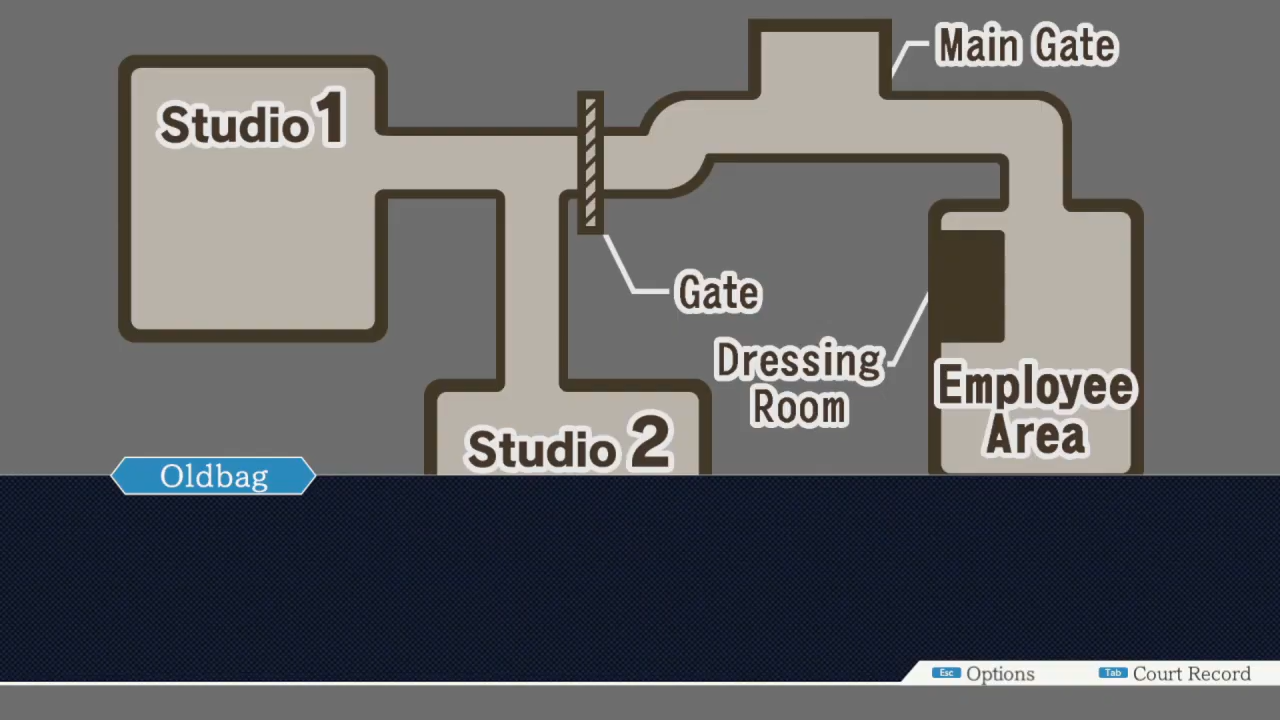 Main Gate
Studio 1
Gate
Dressing
Room
Employee
Area
Studio 2
Oldbag
Esc Options
Tab Court Record